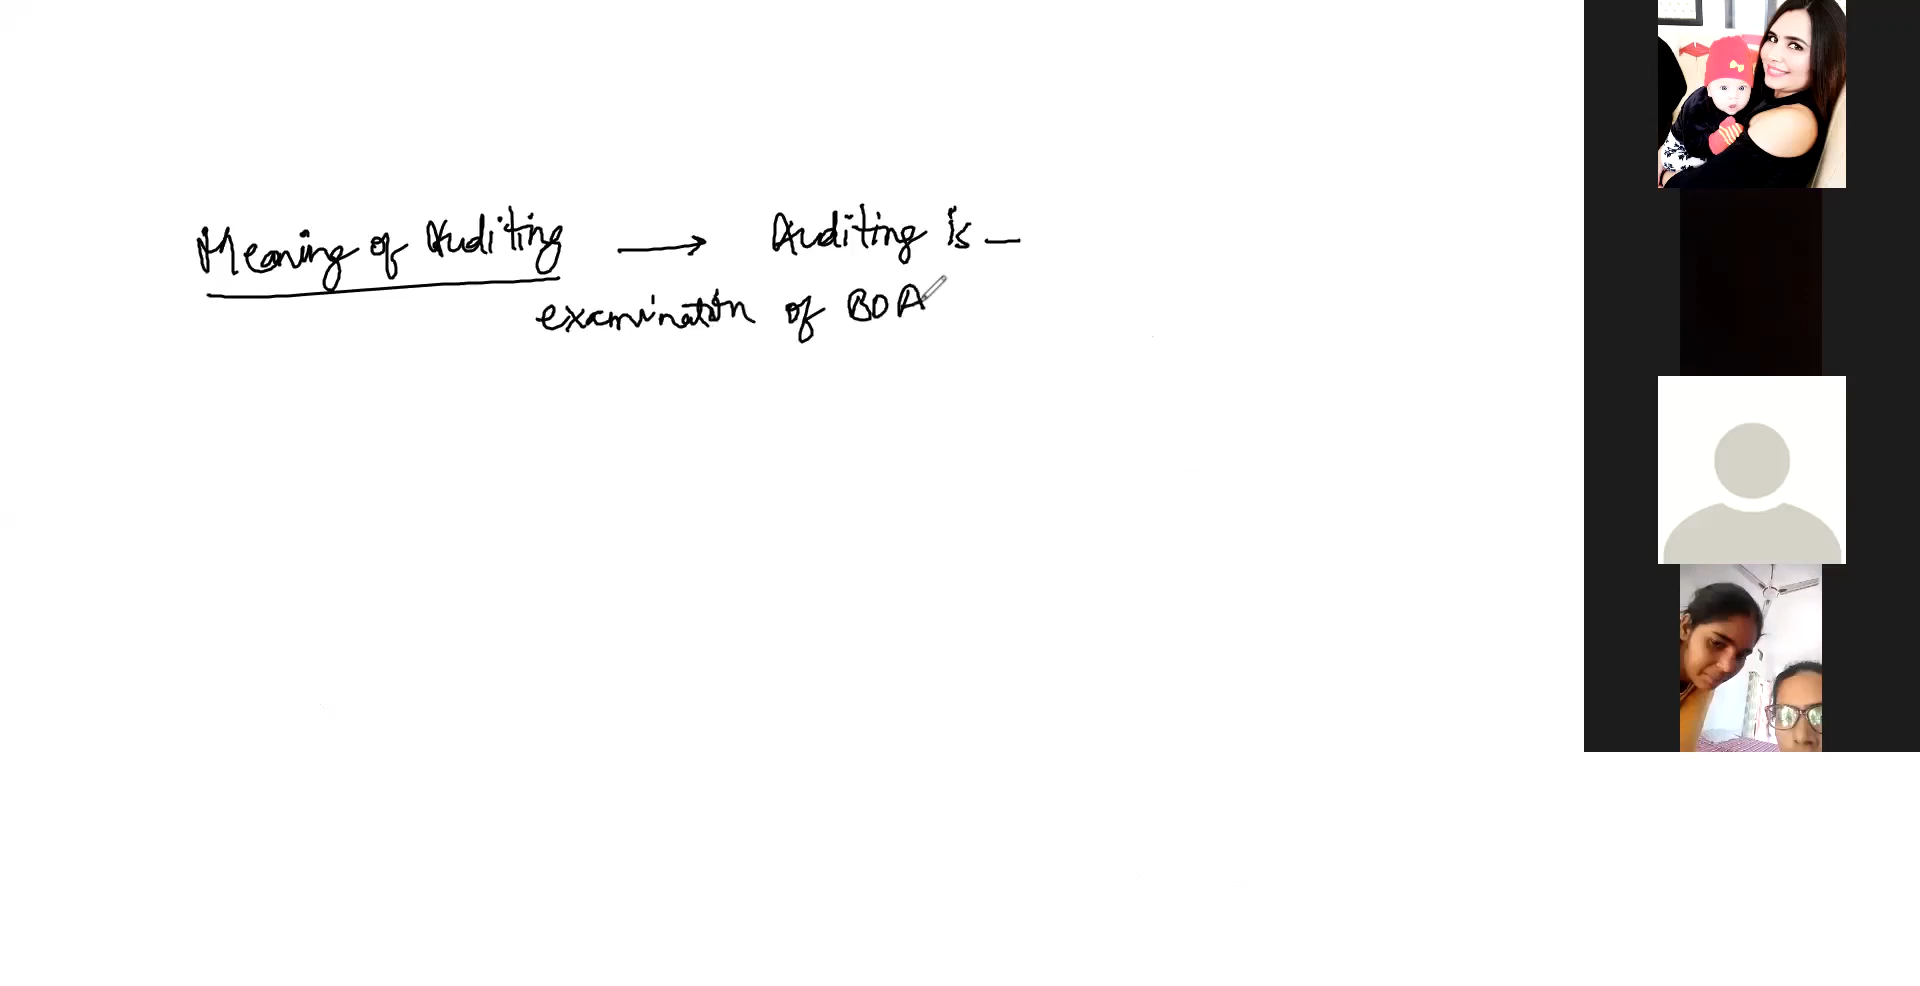 Meaning of Auditing → Auditing is —
examination of BOA